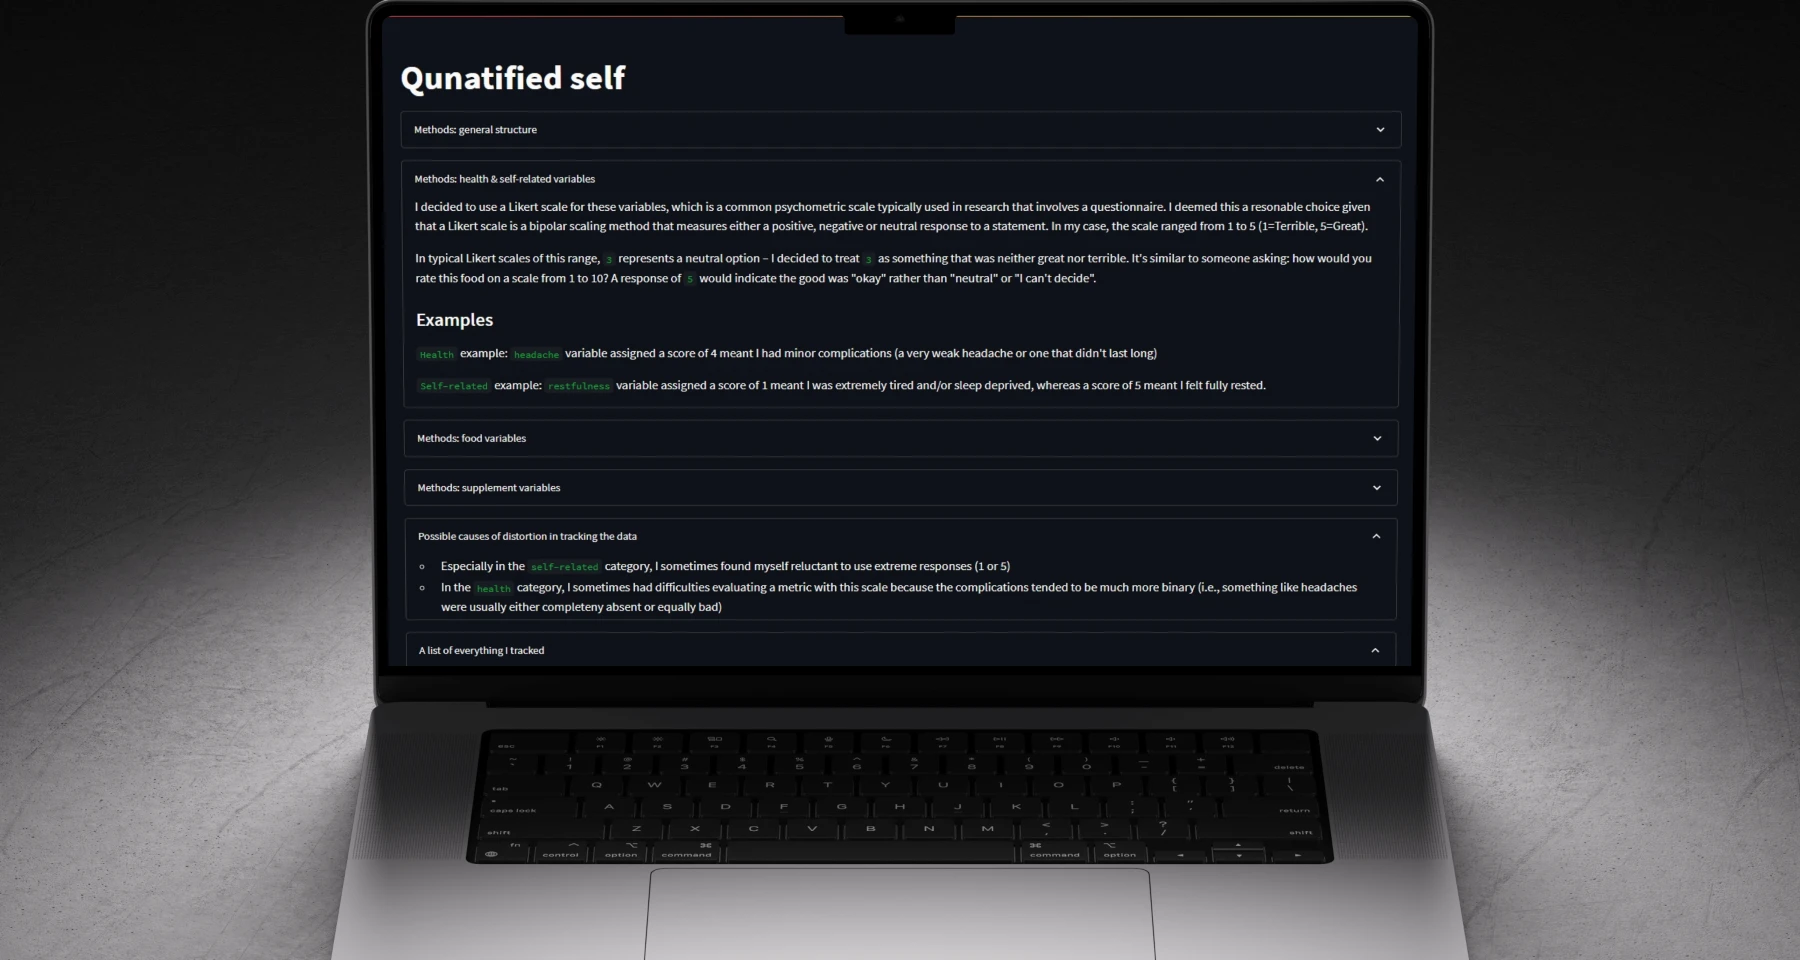 Qunatified self
Methods: general structure
Methods: health & self-related variables
I decided to use a Likert scale for these variables, which is a common psychometric scale typically used in research that involves a questionnaire. I deemed this a resonable choice given
that a Likert scale is a bipolar scaling method that measures either a positive, negative or neutral response to a statement. In my case, the scale ranged from 1 to 5 (1=Terrible, 5=Great).
In typical Likert scales of this range, 3 represents a neutral option – I decided to treat 3 as something that was neither great nor terrible. It's similar to someone asking: how would you
rate this food on a scale from 1 to 10? A response of 5 would indicate the good was "okay" rather than "neutral" or "I can't decide".
Examples
Health example: headache variable assigned a score of 4 meant I had minor complications (a very weak headache or one that didn't last long)
Self-related example: restfulness variable assigned a score of 1 meant I was extremely tired and/or sleep deprived, whereas a score of 5 meant I felt fully rested.
Methods: food variables
Methods: supplement variables
Possible causes of distortion in tracking the data
Especially in the self-related category, I sometimes found myself reluctant to use extreme responses (1 or 5)
In the health category, I sometimes had difficulties evaluating a metric with this scale because the complications tended to be much more binary (i.e., something like headaches
were usually either completeny absent or equally bad)
A list of everything I tracked
esc F1 F2 F3 F4 F5 F6 F7 F8 F9 F10 F11 F12
1 2 3 4 5 6 7 8 9 0 delete
tab Q W E R T Y U I O P
caps lock A S D F G H J K L return
shift Z X C V B N M shift
fn control option command command option